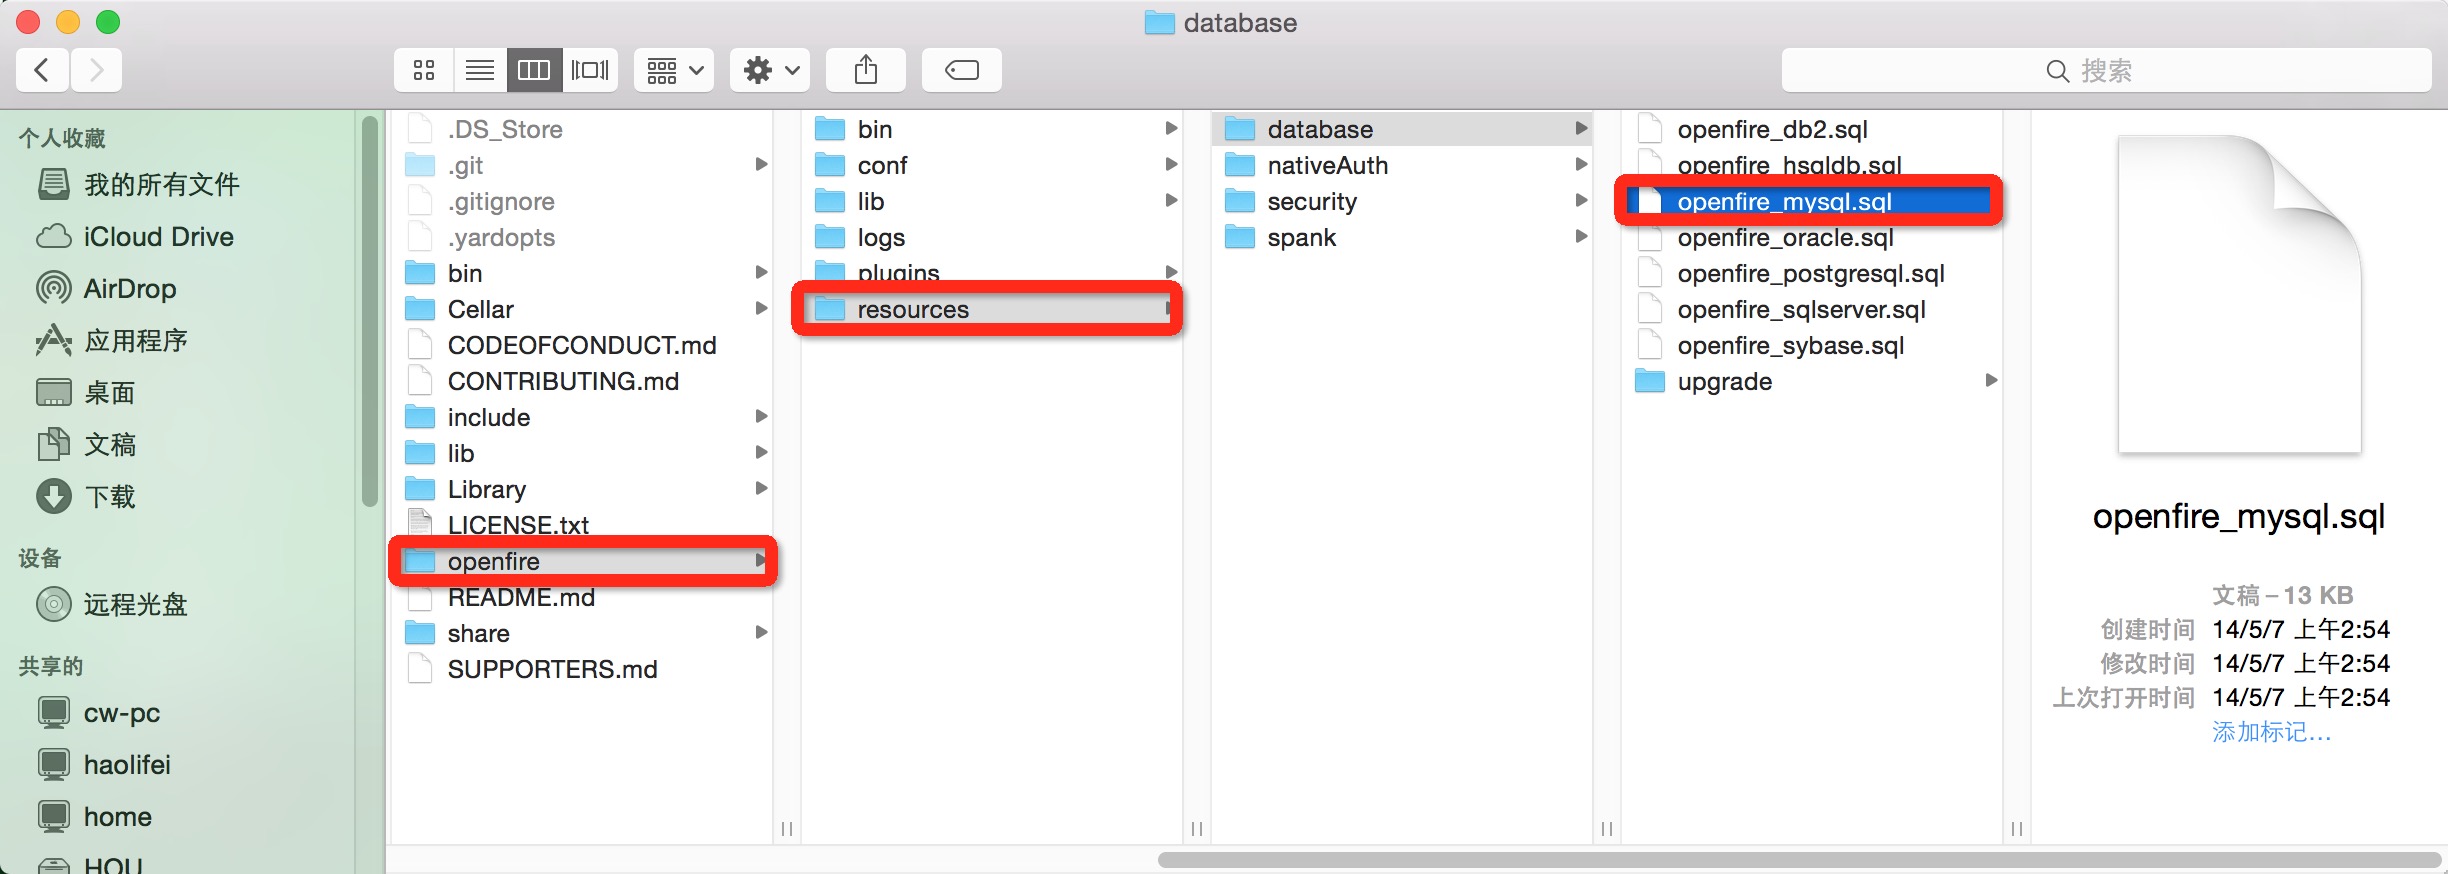 database
搜索
个人收藏
我的所有文件
iCloud Drive
AirDrop
应用程序
桌面
文稿
下载
设备
远程光盘
共享的
cw-pc
haolifei
home
HOU
.DS_Store
.git
.gitignore
.yardopts
bin
Cellar
CODEOFCONDUCT.md
CONTRIBUTING.md
include
lib
Library
LICENSE.txt
openfire
README.md
share
SUPPORTERS.md
bin
conf
lib
logs
plugins
resources
database
nativeAuth
security
spank
openfire_db2.sql
openfire_hsqldb.sql
openfire_mysql.sql
openfire_oracle.sql
openfire_postgresql.sql
openfire_sqlserver.sql
openfire_sybase.sql
upgrade
openfire_mysql.sql
文稿 – 13 KB
创建时间 14/5/7 上午2:54
修改时间 14/5/7 上午2:54
上次打开时间 14/5/7 上午2:54
添加标记…